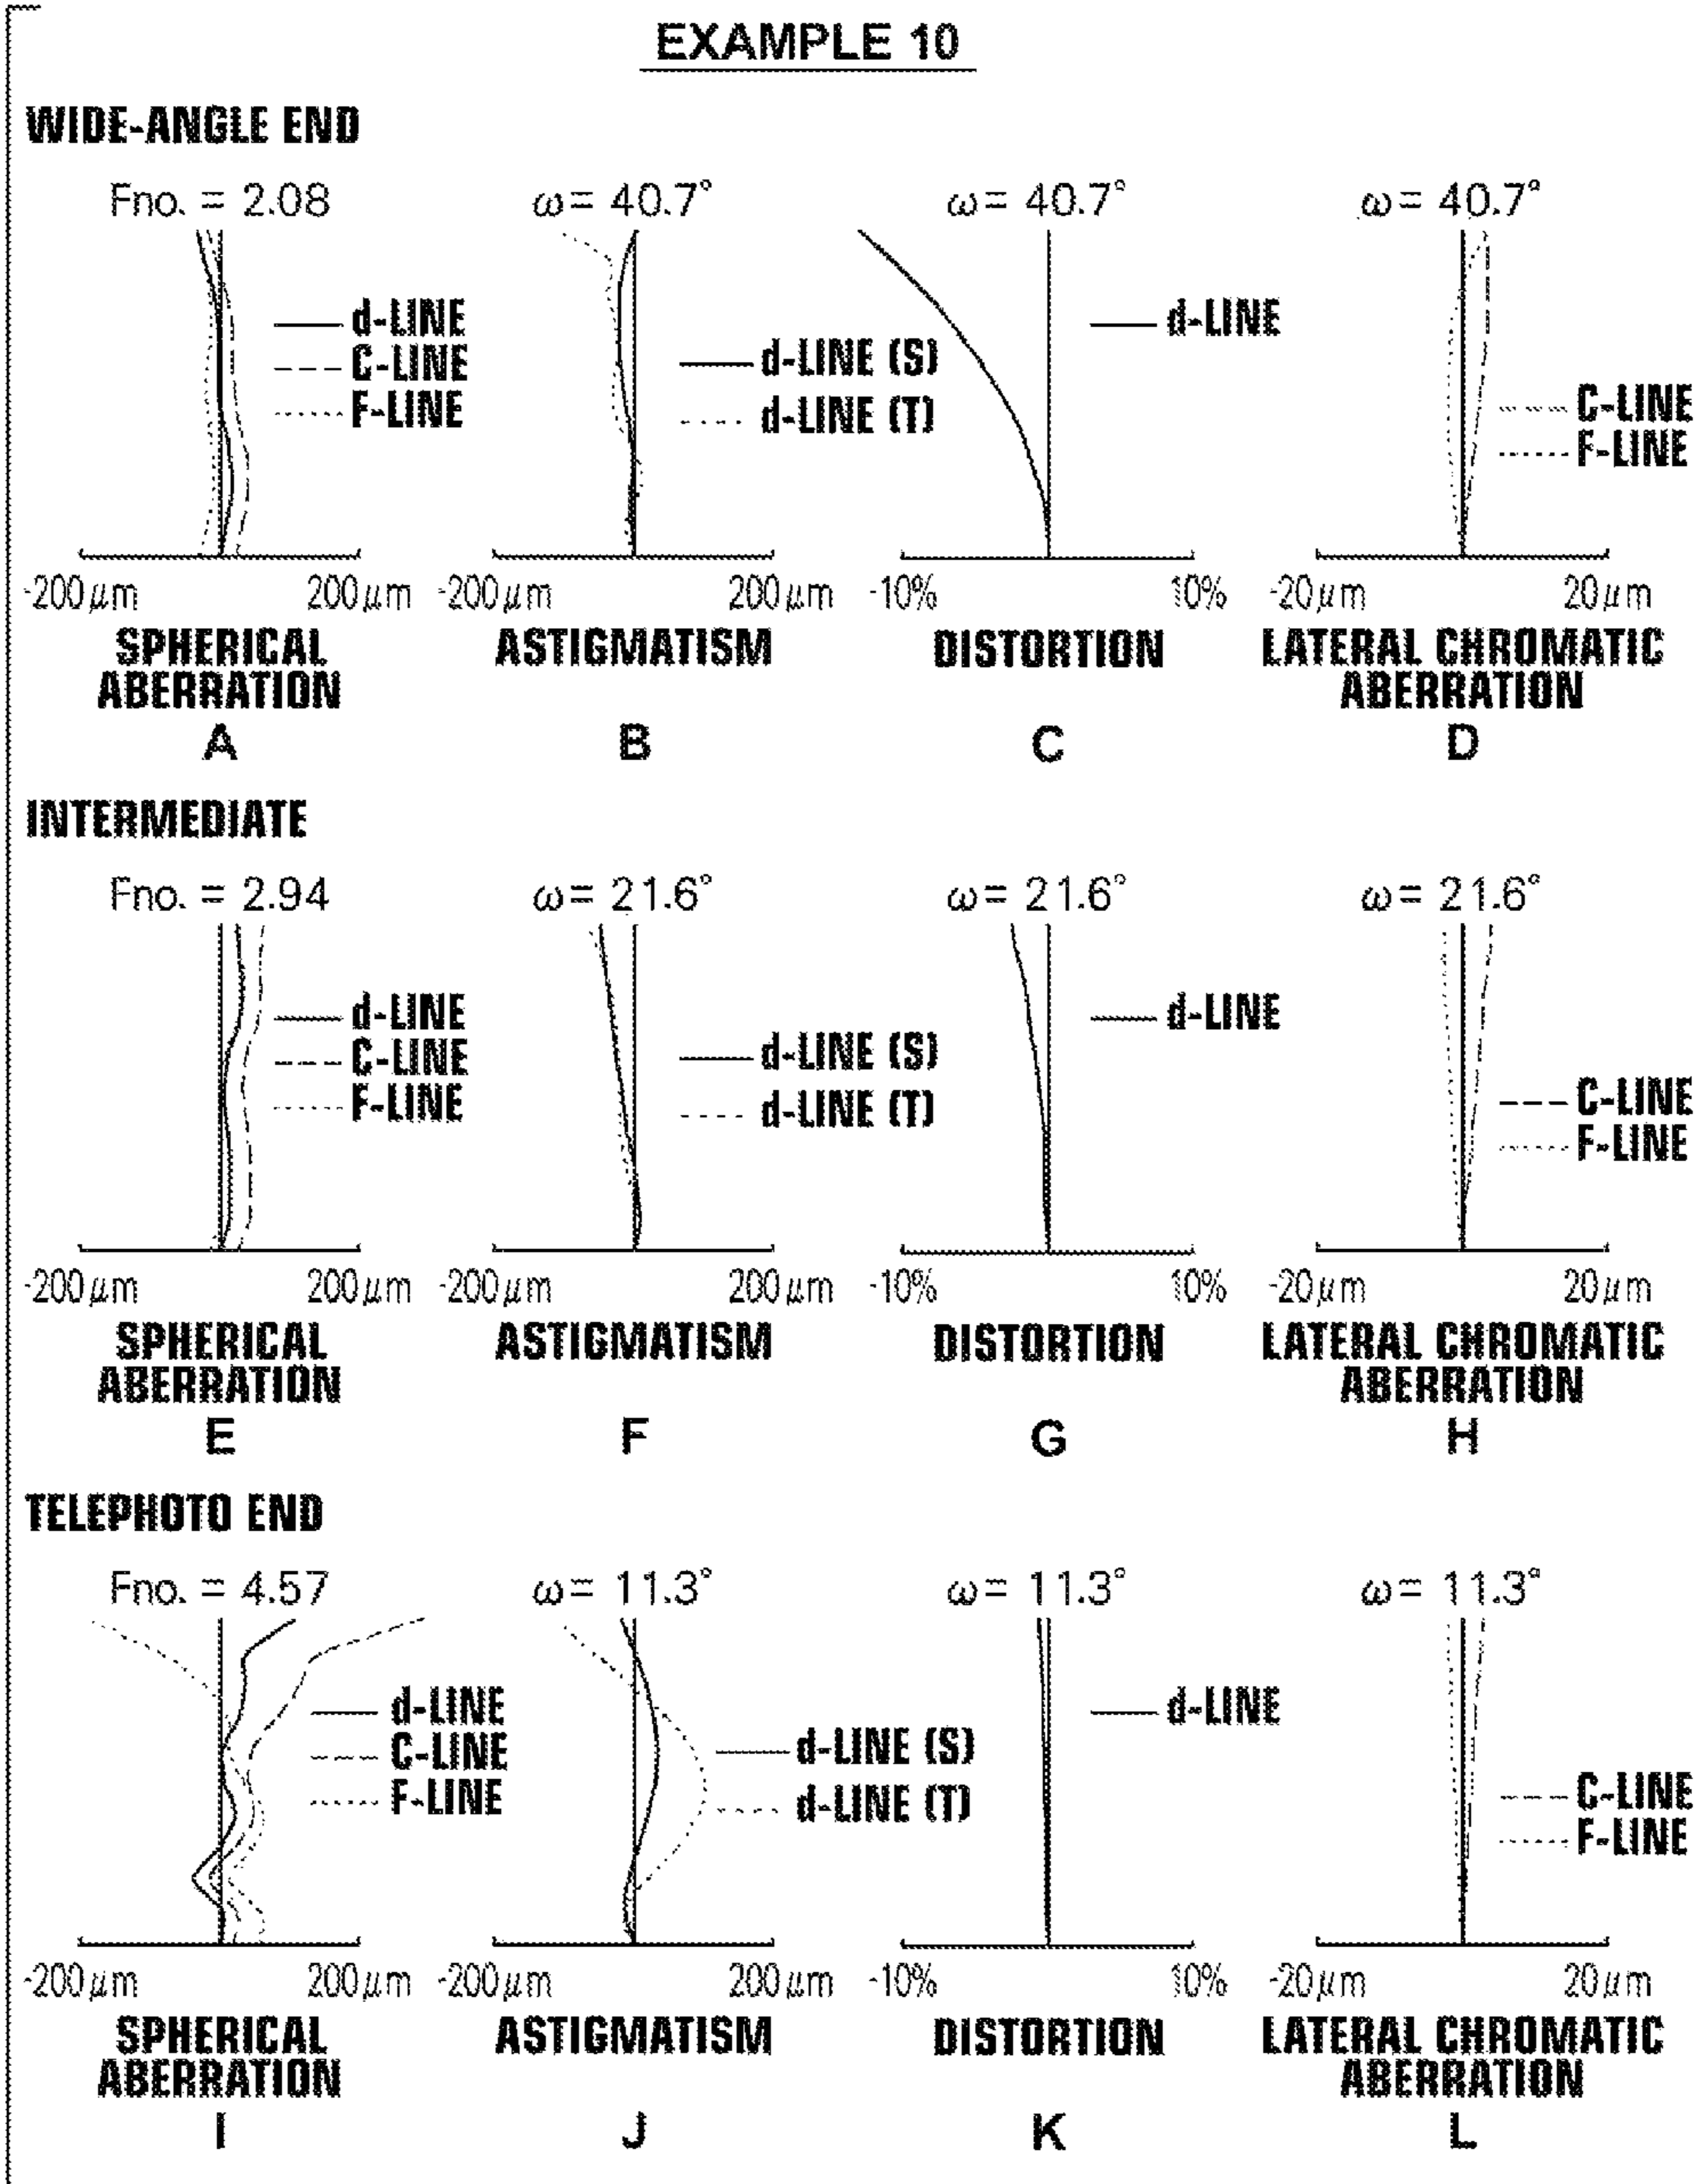 EXAMPLE 10
WIDE-ANGLE END
Fno. = 2.08
d-LINE
C-LINE
F-LINE
-200μm 200μm
SPHERICAL
ABERRATION
A
ω= 40.7°
d-LINE (S)
d-LINE (T)
-200μm 200μm
ASTIGMATISM
B
ω= 40.7°
d-LINE
-10% 10%
DISTORTION
C
ω= 40.7°
C-LINE
F-LINE
-20μm 20μm
LATERAL CHROMATIC
ABERRATION
D
INTERMEDIATE
Fno. = 2.94
d-LINE
C-LINE
F-LINE
-200μm 200μm
SPHERICAL
ABERRATION
E
ω= 21.6°
d-LINE (S)
d-LINE (T)
-200μm 200μm
ASTIGMATISM
F
ω= 21.6°
d-LINE
-10% 10%
DISTORTION
G
ω= 21.6°
C-LINE
F-LINE
-20μm 20μm
LATERAL CHROMATIC
ABERRATION
H
TELEPHOTO END
Fno. = 4.57
d-LINE
C-LINE
F-LINE
-200μm 200μm
SPHERICAL
ABERRATION
I
ω= 11.3°
d-LINE (S)
d-LINE (T)
-200μm 200μm
ASTIGMATISM
J
ω= 11.3°
d-LINE
-10% 10%
DISTORTION
K
ω= 11.3°
C-LINE
F-LINE
-20μm 20μm
LATERAL CHROMATIC
ABERRATION
L